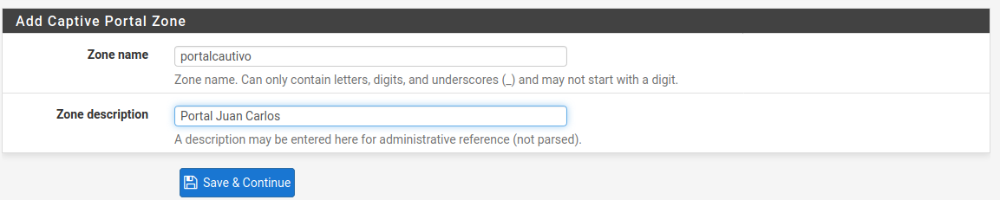 Add Captive Portal Zone
Zone name
portalcautivo
Zone name. Can only contain letters, digits, and underscores (_) and may not start with a digit.
Zone description
Portal Juan Carlos
A description may be entered here for administrative reference (not parsed).
Save & Continue